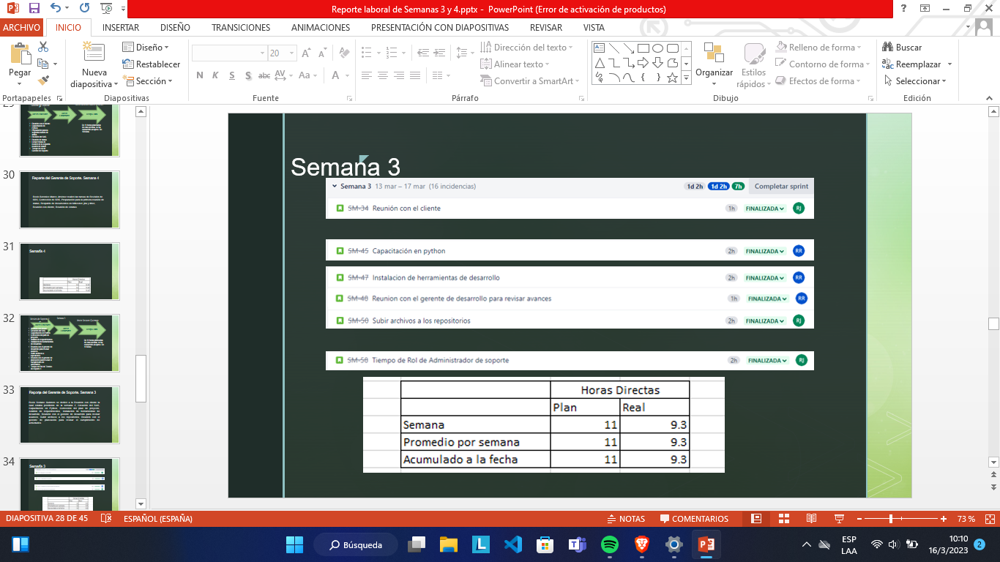 Reporte laboral de Semanas 3 y 4.pptx - PowerPoint (Error de activación de productos)
ARCHIVO INICIO INSERTAR DISEÑO TRANSICIONES ANIMACIONES PRESENTACIÓN CON DIAPOSITIVAS REVISAR VISTA
Pegar
Nueva diapositiva
Diseño
Restablecer
Sección
20
N K S S abc AV Aa A
Dirección del texto
Alinear texto
Convertir a SmartArt
Organizar
Estilos rápidos
Relleno de forma
Contorno de forma
Efectos de forma
Buscar
Reemplazar
Seleccionar
Portapapeles Diapositivas Fuente Párrafo Dibujo Edición
30
Reporte del Gerente de Soporte. Semana 4
31
Semana 4
32
33
Reporte del Gerente de Soporte. Semana 3
34
Semana 3
Semana 3
Semana 3 13 mar – 17 mar (16 incidencias) 1d 2h 1d 2h 7h Completar sprint
SM-34 Reunión con el cliente 1h FINALIZADA RJ
SM-45 Capacitación en python 2h FINALIZADA RR
SM-47 Instalacion de herramientas de desarrollo 2h FINALIZADA RR
SM-48 Reunion con el gerente de desarrollo para revisar avances 1h FINALIZADA RR
SM-50 Subir archivos a los repositorios 2h FINALIZADA RJ
SM-58 Tiempo de Rol de Administrador de soporte 2h FINALIZADA RJ
Horas Directas
Plan Real
Semana 11 9.3
Promedio por semana 11 9.3
Acumulado a la fecha 11 9.3
DIAPOSITIVA 28 DE 45 ESPAÑOL (ESPAÑA) NOTAS COMENTARIOS 73 %
Búsqueda
ESP
LAA
10:10
16/3/2023
2